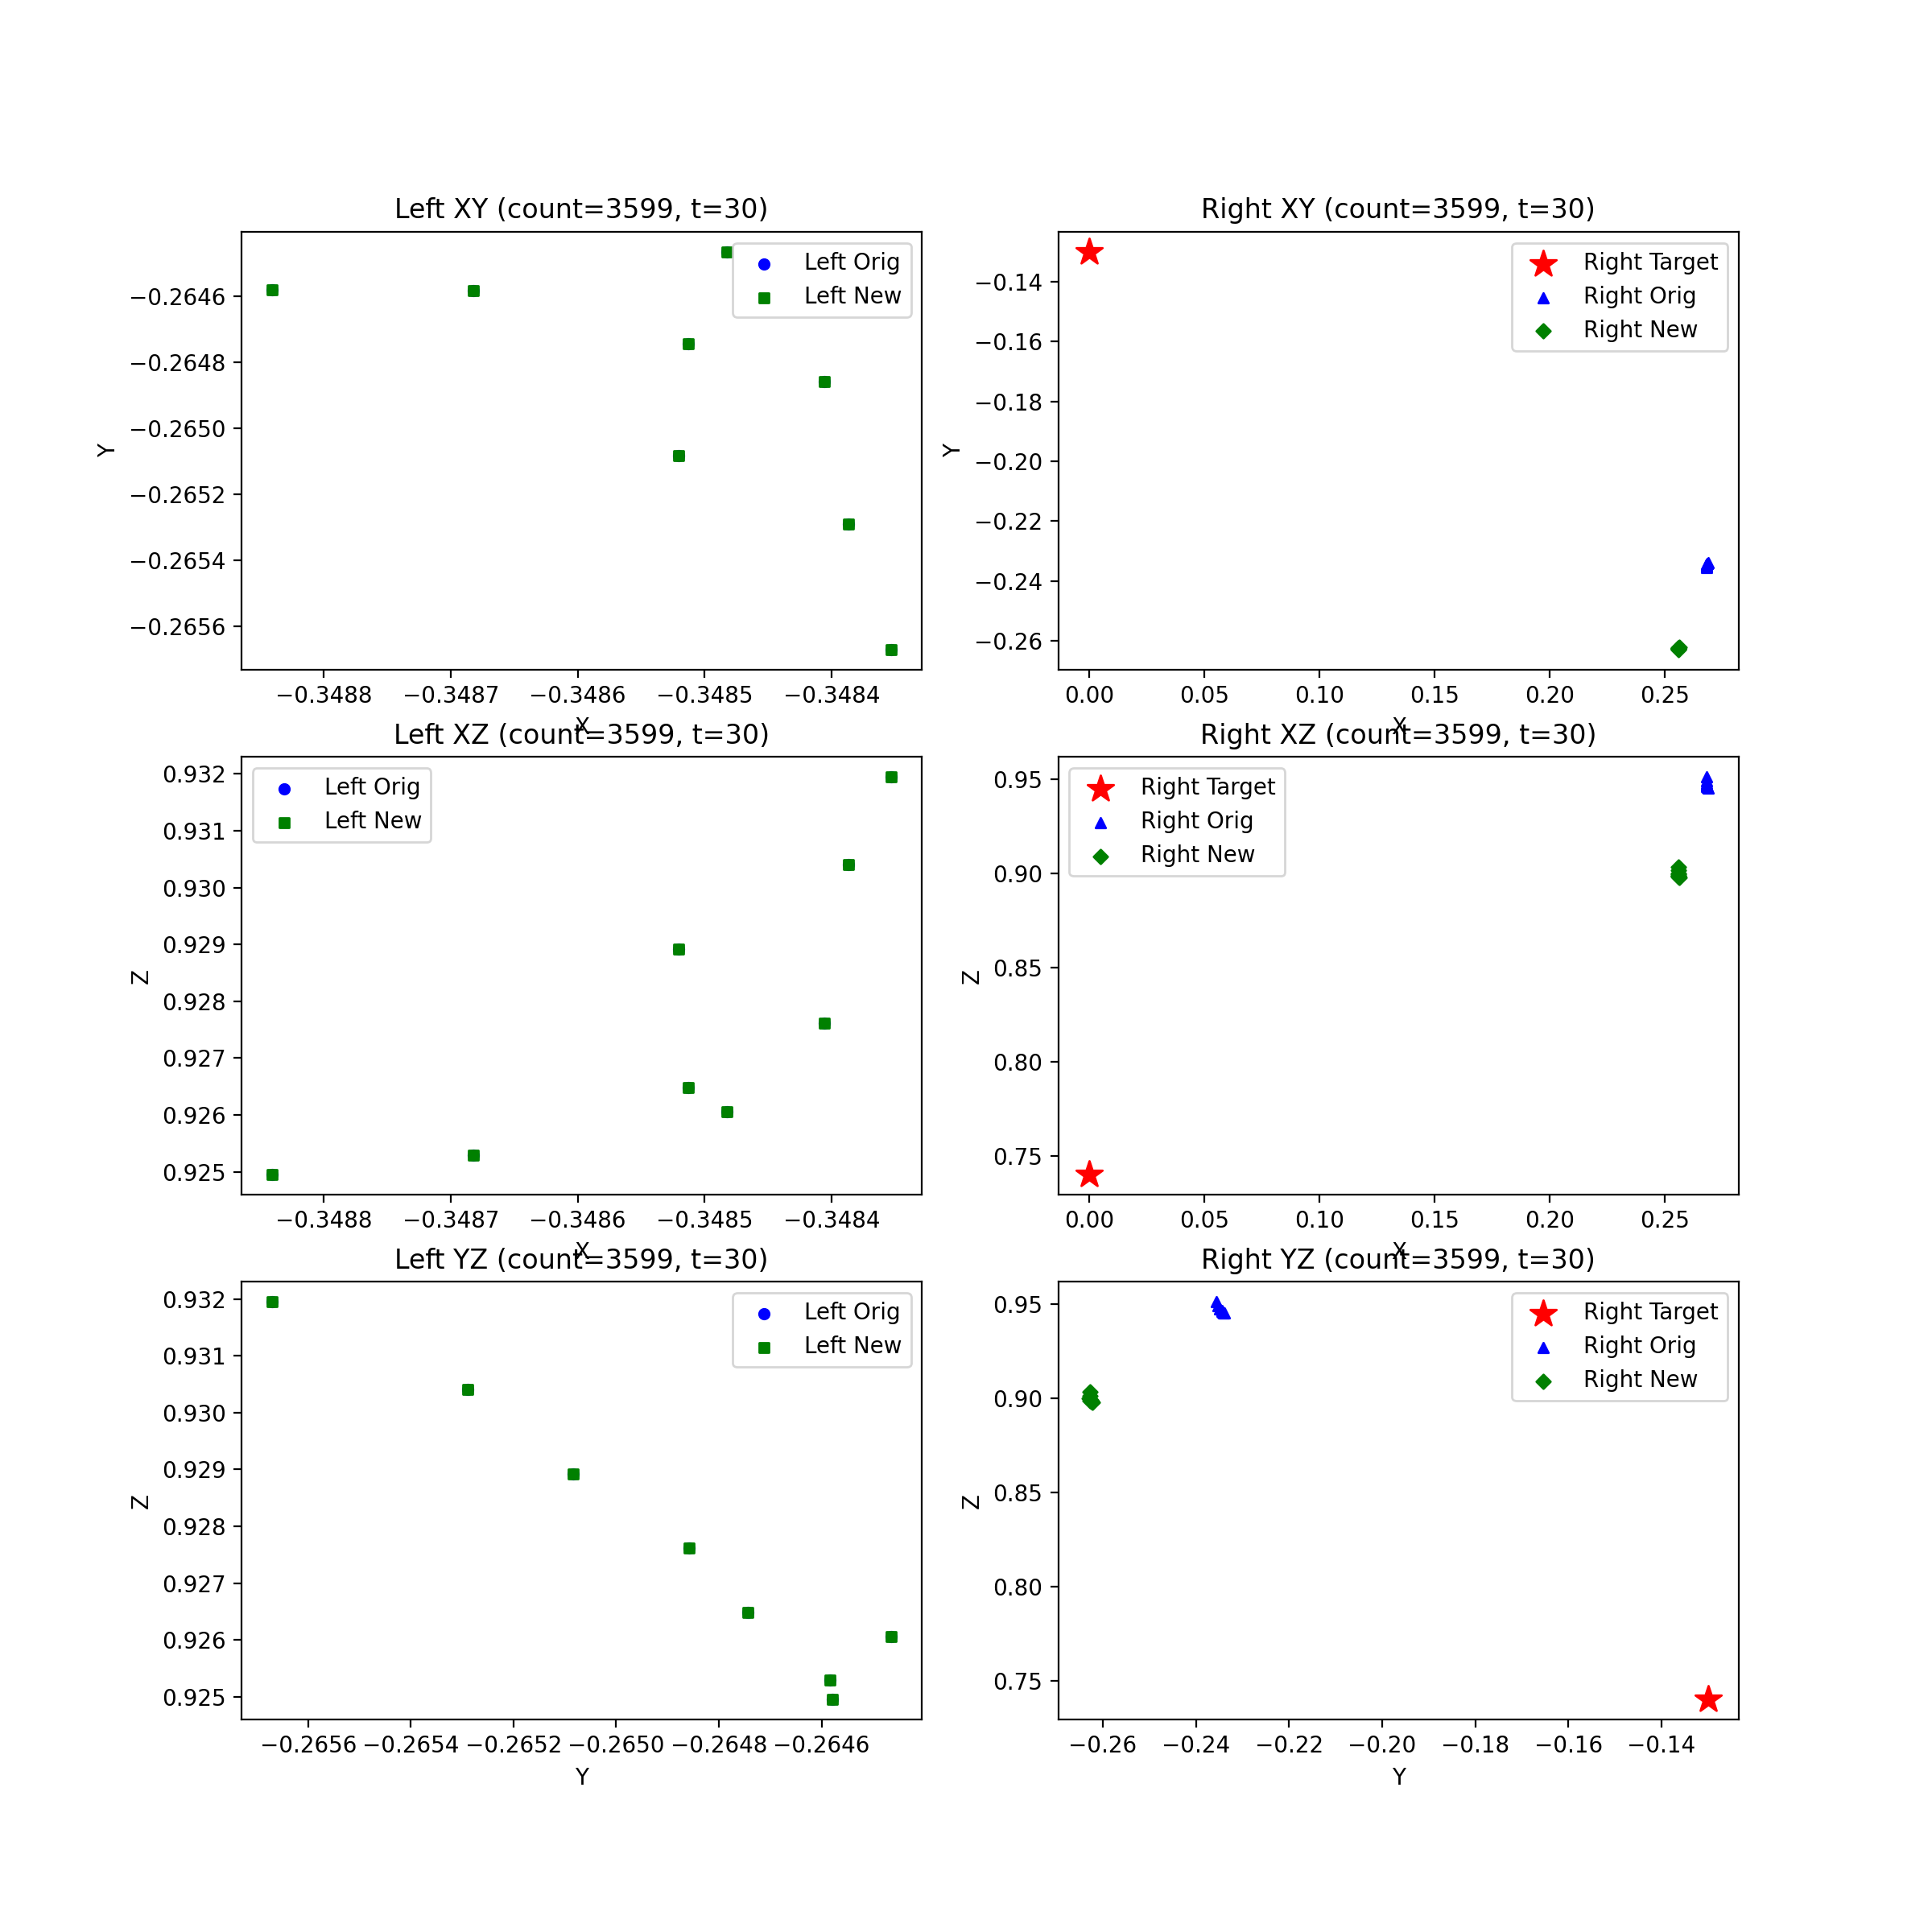 Left XY (count=3599, t=30)
Left Orig
Left New
−0.2646
−0.2648
−0.2650
−0.2652
−0.2654
−0.2656
Y
−0.3488 −0.3487 −0.3486 −0.3485 −0.3484
X
Right XY (count=3599, t=30)
Right Target
Right Orig
Right New
−0.14
−0.16
−0.18
−0.20
−0.22
−0.24
−0.26
Y
0.00 0.05 0.10 0.15 0.20 0.25
X
Left XZ (count=3599, t=30)
Left Orig
Left New
0.932
0.931
0.930
0.929
0.928
0.927
0.926
0.925
Z
−0.3488 −0.3487 −0.3486 −0.3485 −0.3484
X
Right XZ (count=3599, t=30)
Right Target
Right Orig
Right New
0.95
0.90
0.85
0.80
0.75
Z
0.00 0.05 0.10 0.15 0.20 0.25
X
Left YZ (count=3599, t=30)
Left Orig
Left New
0.932
0.931
0.930
0.929
0.928
0.927
0.926
0.925
Z
−0.2656 −0.2654 −0.2652 −0.2650 −0.2648 −0.2646
Y
Right YZ (count=3599, t=30)
Right Target
Right Orig
Right New
0.95
0.90
0.85
0.80
0.75
Z
−0.26 −0.24 −0.22 −0.20 −0.18 −0.16 −0.14
Y